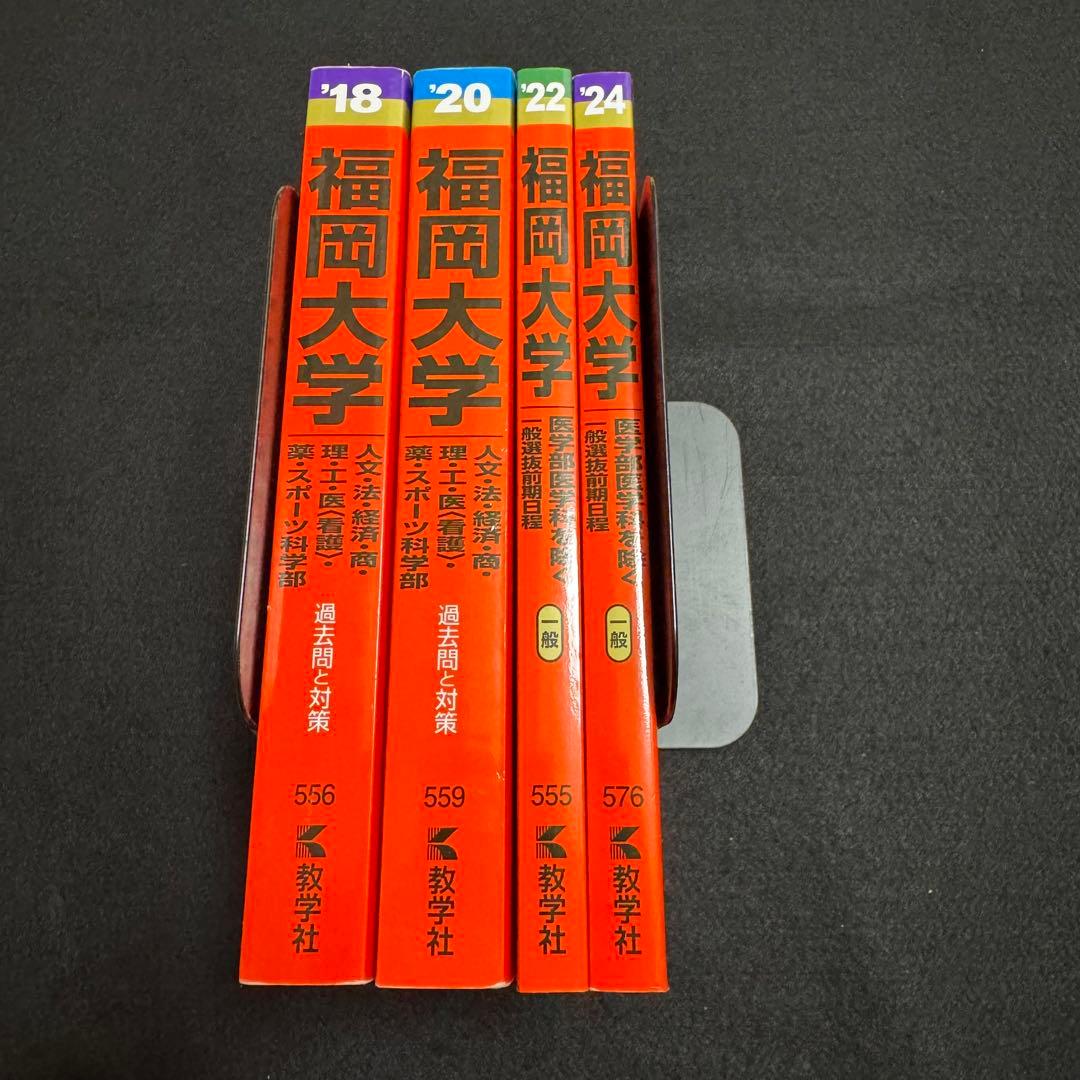 '18
福岡大学
人文・法・経済・商・
理・工・医〈看護〉・
薬・スポーツ科学部
過去問と対策
556
教学社
'20
福岡大学
人文・法・経済・商・
理・工・医〈看護〉・
薬・スポーツ科学部
過去問と対策
559
教学社
'22
福岡大学
医学部医学科を除く
一般選抜前期日程
一般
555
教学社
'24
福岡大学
医学部医学科を除く
一般選抜前期日程
一般
576
教学社